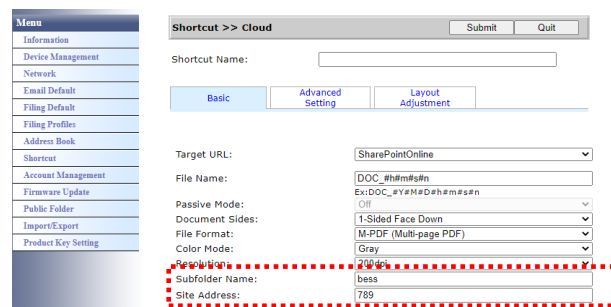 Menu
Information
Device Management
Network
Email Default
Filing Default
Filing Profiles
Address Book
Shortcut
Account Management
Firmware Update
Public Folder
Import/Export
Product Key Setting
Shortcut >> Cloud Submit Quit
Shortcut Name:
Basic Advanced Setting Layout Adjustment
Target URL: SharePointOnline
File Name: DOC_#h#m#s#n
Ex:DOC_#Y#M#D#h#m#s#n
Passive Mode: Off
Document Sides: 1-Sided Face Down
File Format: M-PDF (Multi-page PDF)
Color Mode: Gray
Resolution: 200dpi
Subfolder Name: bess
Site Address: 789